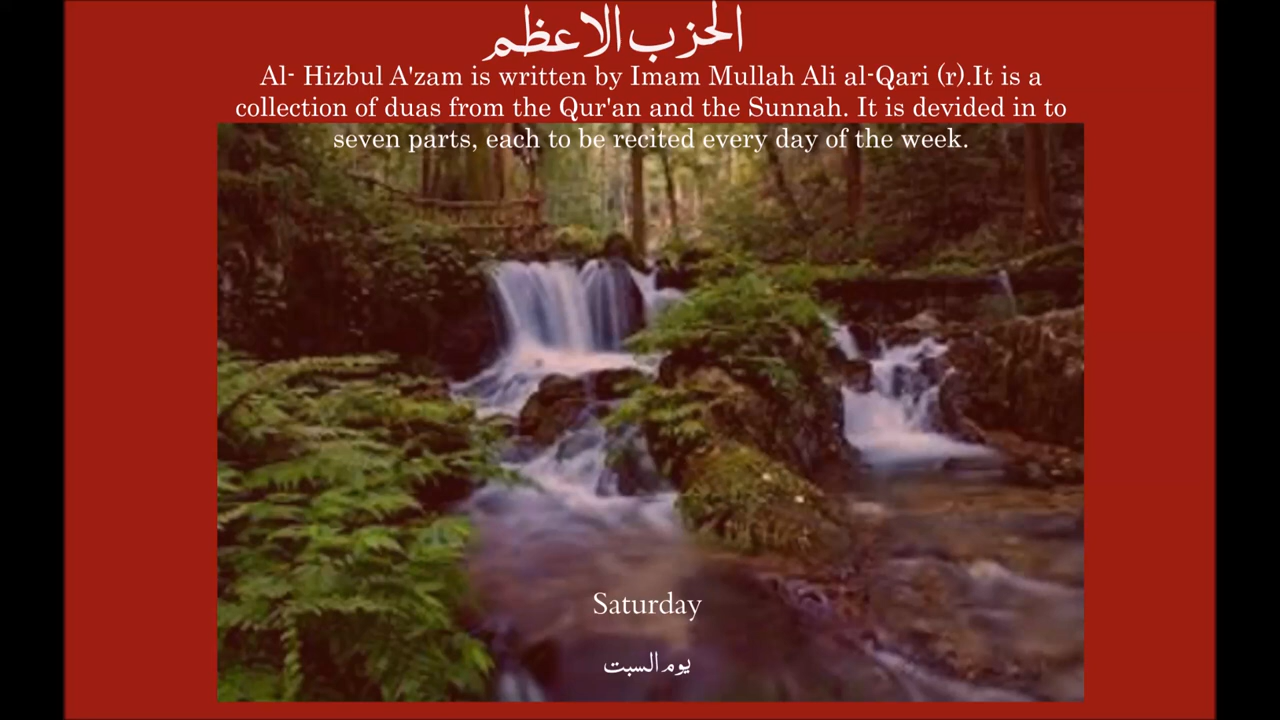 الحزب الاعظم
Al- Hizbul A'zam is written by Imam Mullah Ali al-Qari (r).It is a
collection of duas from the Qur'an and the Sunnah. It is devided in to
seven parts, each to be recited every day of the week.
Saturday
يوم السبت